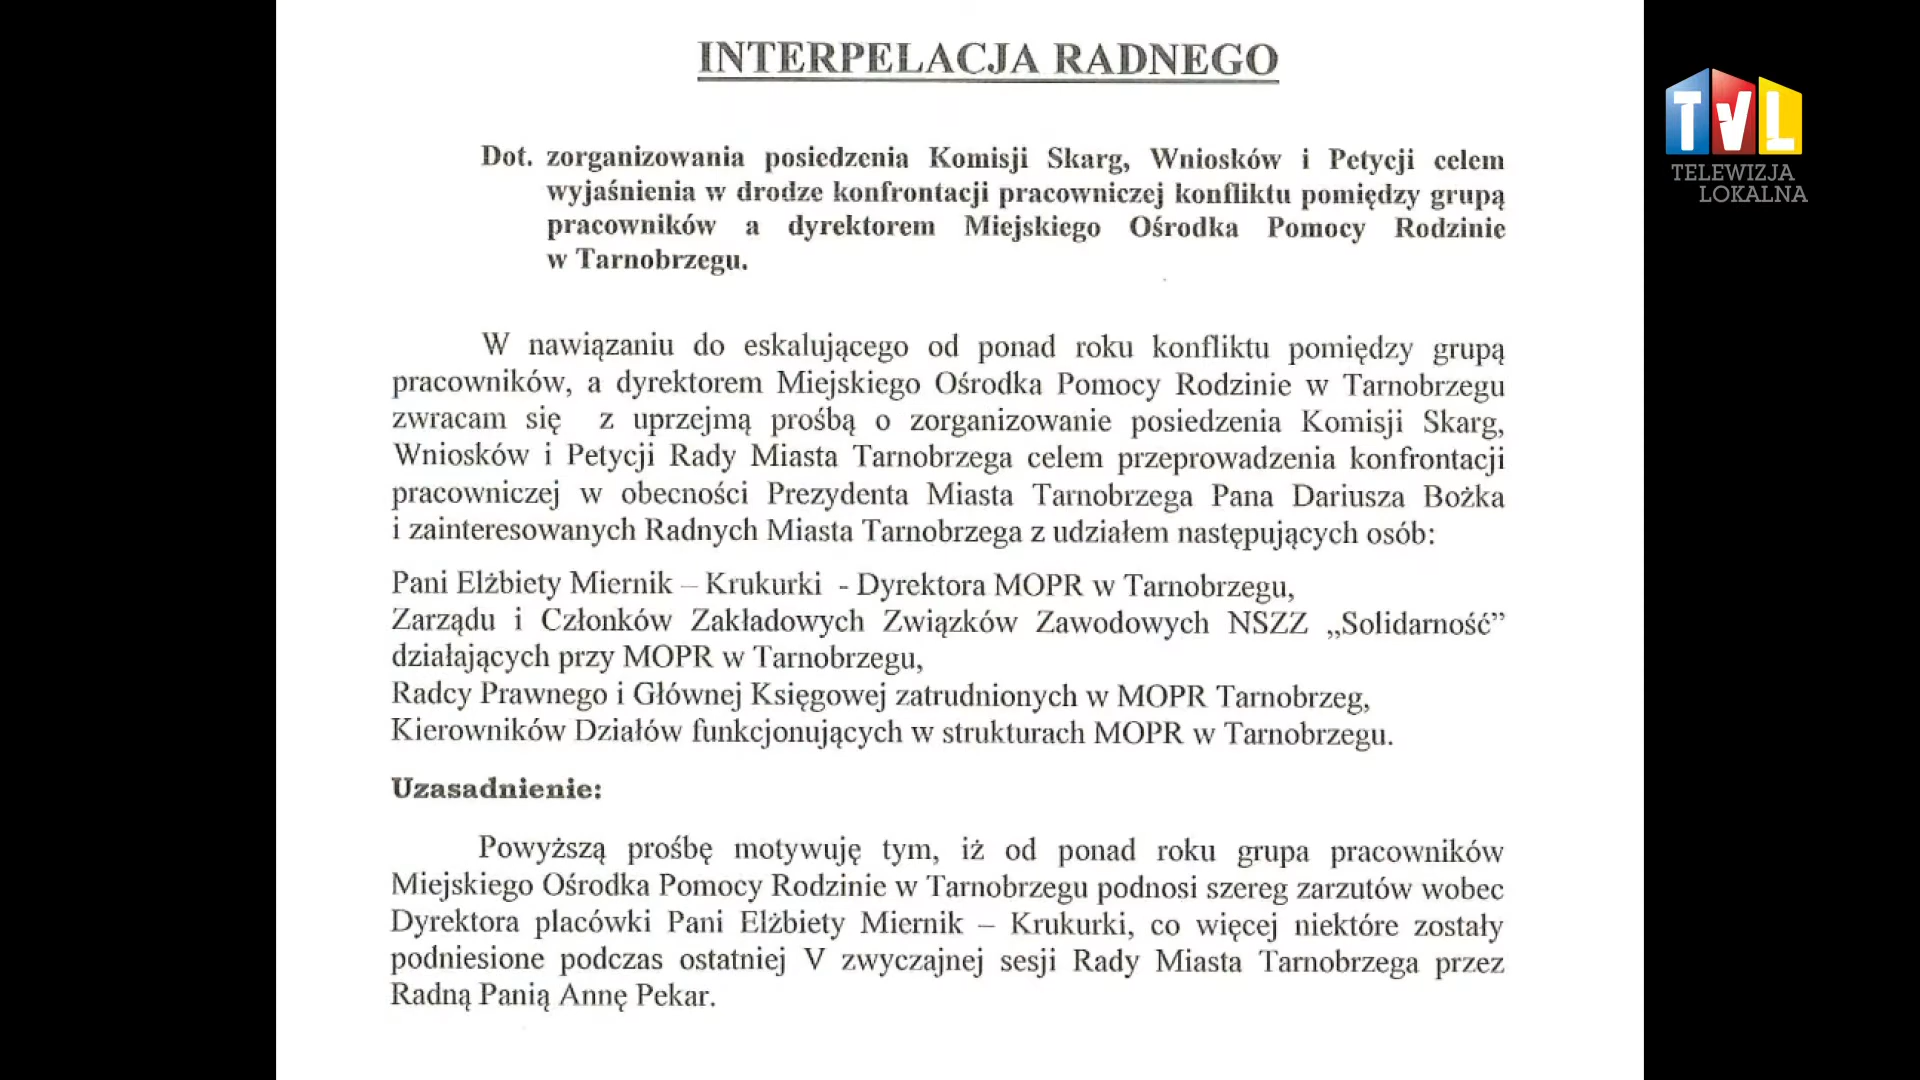 INTERPELACJA RADNEGO
TVL
TELEWIZJA
LOKALNA
Dot. zorganizowania posiedzenia Komisji Skarg, Wniosków i Petycji celem
wyjaśnienia w drodze konfrontacji pracowniczej konfliktu pomiędzy grupą
pracowników a dyrektorem Miejskiego Ośrodka Pomocy Rodzinie
w Tarnobrzegu.
W nawiązaniu do eskalującego od ponad roku konfliktu pomiędzy grupą
pracowników, a dyrektorem Miejskiego Ośrodka Pomocy Rodzinie w Tarnobrzegu
zwracam się z uprzejmą prośbą o zorganizowanie posiedzenia Komisji Skarg,
Wniosków i Petycji Rady Miasta Tarnobrzega celem przeprowadzenia konfrontacji
pracowniczej w obecności Prezydenta Miasta Tarnobrzega Pana Dariusza Bożka
i zainteresowanych Radnych Miasta Tarnobrzega z udziałem następujących osób:
Pani Elżbiety Miernik – Krukurki - Dyrektora MOPR w Tarnobrzegu,
Zarządu i Członków Zakładowych Związków Zawodowych NSZZ „Solidarność”
działających przy MOPR w Tarnobrzegu,
Radcy Prawnego i Głównej Księgowej zatrudnionych w MOPR Tarnobrzeg,
Kierowników Działów funkcjonujących w strukturach MOPR w Tarnobrzegu.
Uzasadnienie:
Powyższą prośbę motywuję tym, iż od ponad roku grupa pracowników
Miejskiego Ośrodka Pomocy Rodzinie w Tarnobrzegu podnosi szereg zarzutów wobec
Dyrektora placówki Pani Elżbiety Miernik – Krukurki, co więcej niektóre zostały
podniesione podczas ostatniej V zwyczajnej sesji Rady Miasta Tarnobrzega przez
Radną Panią Annę Pekar.